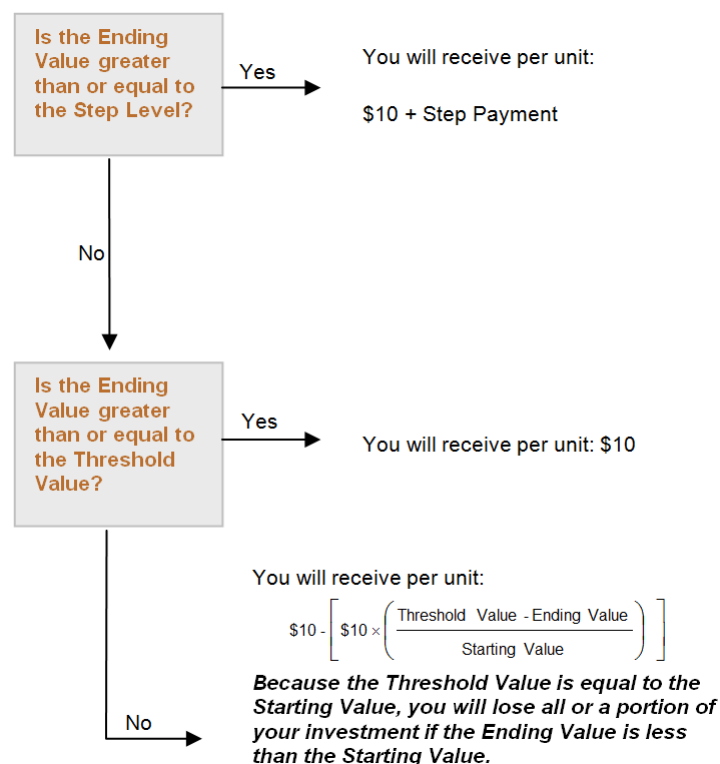 Is the Ending
Value greater
than or equal to
the Step Level?
Yes
You will receive per unit:
$10 + Step Payment
No
Is the Ending
Value greater
than or equal to
the Threshold
Value?
Yes
You will receive per unit: $10
You will receive per unit:
$10 - [ $10 × ( Threshold Value - Ending Value
Starting Value ) ]
Because the Threshold Value is equal to the
Starting Value, you will lose all or a portion of
your investment if the Ending Value is less
than the Starting Value.
No